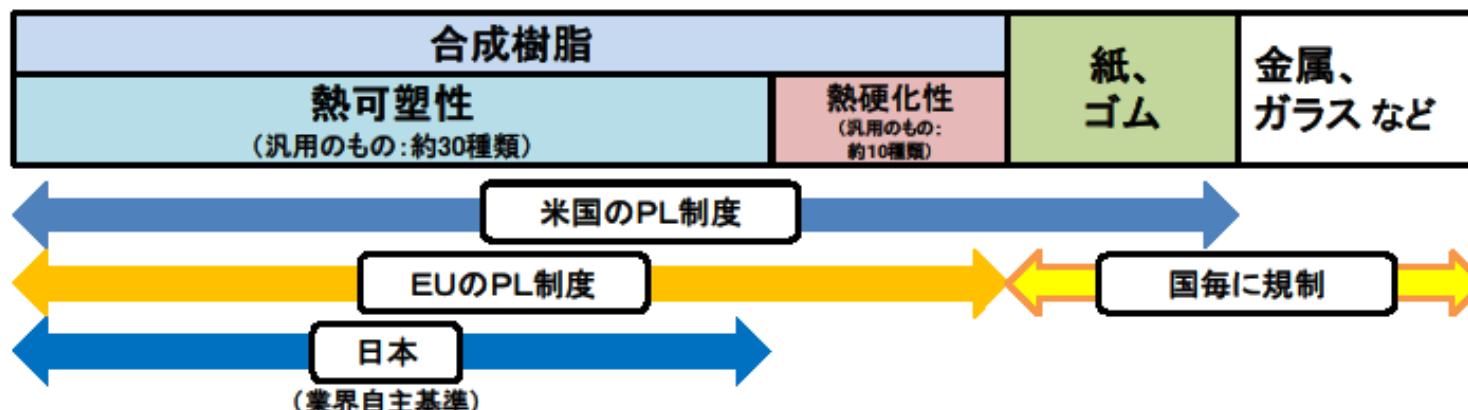 合成樹脂
熱可塑性
（汎用のもの：約30種類）
熱硬化性
（汎用のもの：
約10種類）
紙、
ゴム
金属、
ガラス など
米国のPL制度
EUのPL制度
国毎に規制
日本
（業界自主基準）